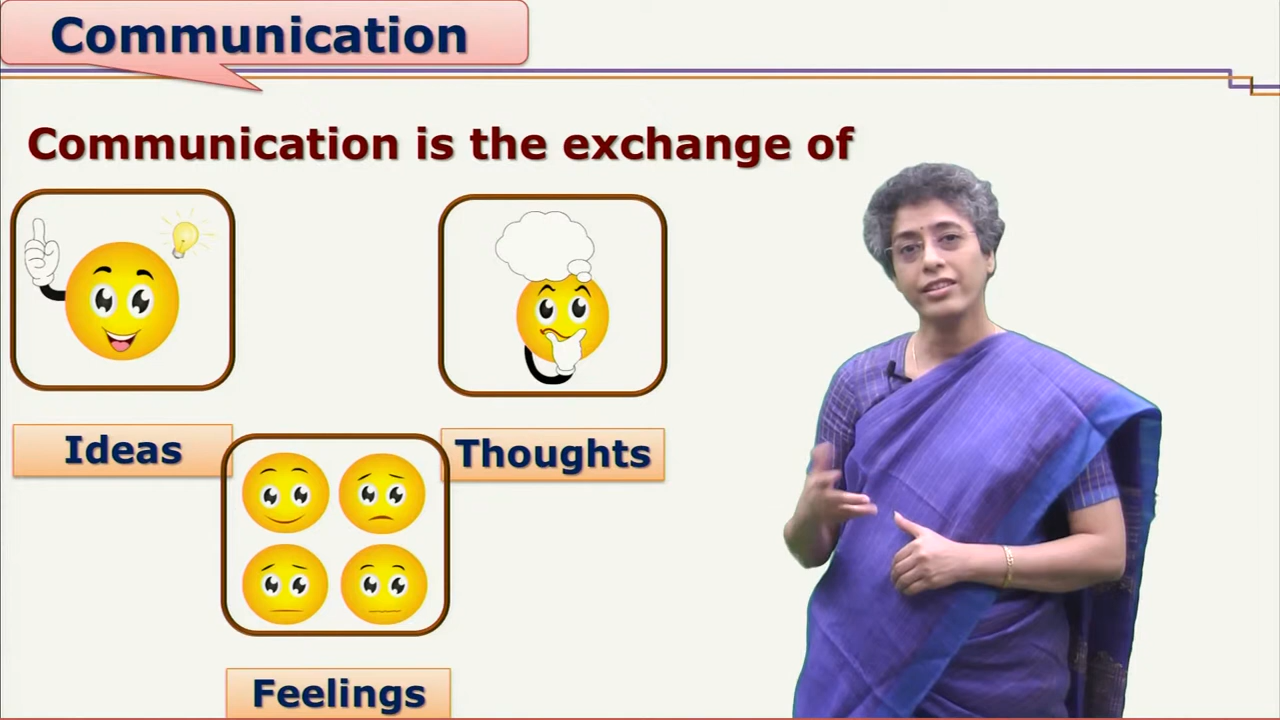 Communication
Communication is the exchange of
Ideas
Thoughts
Feelings